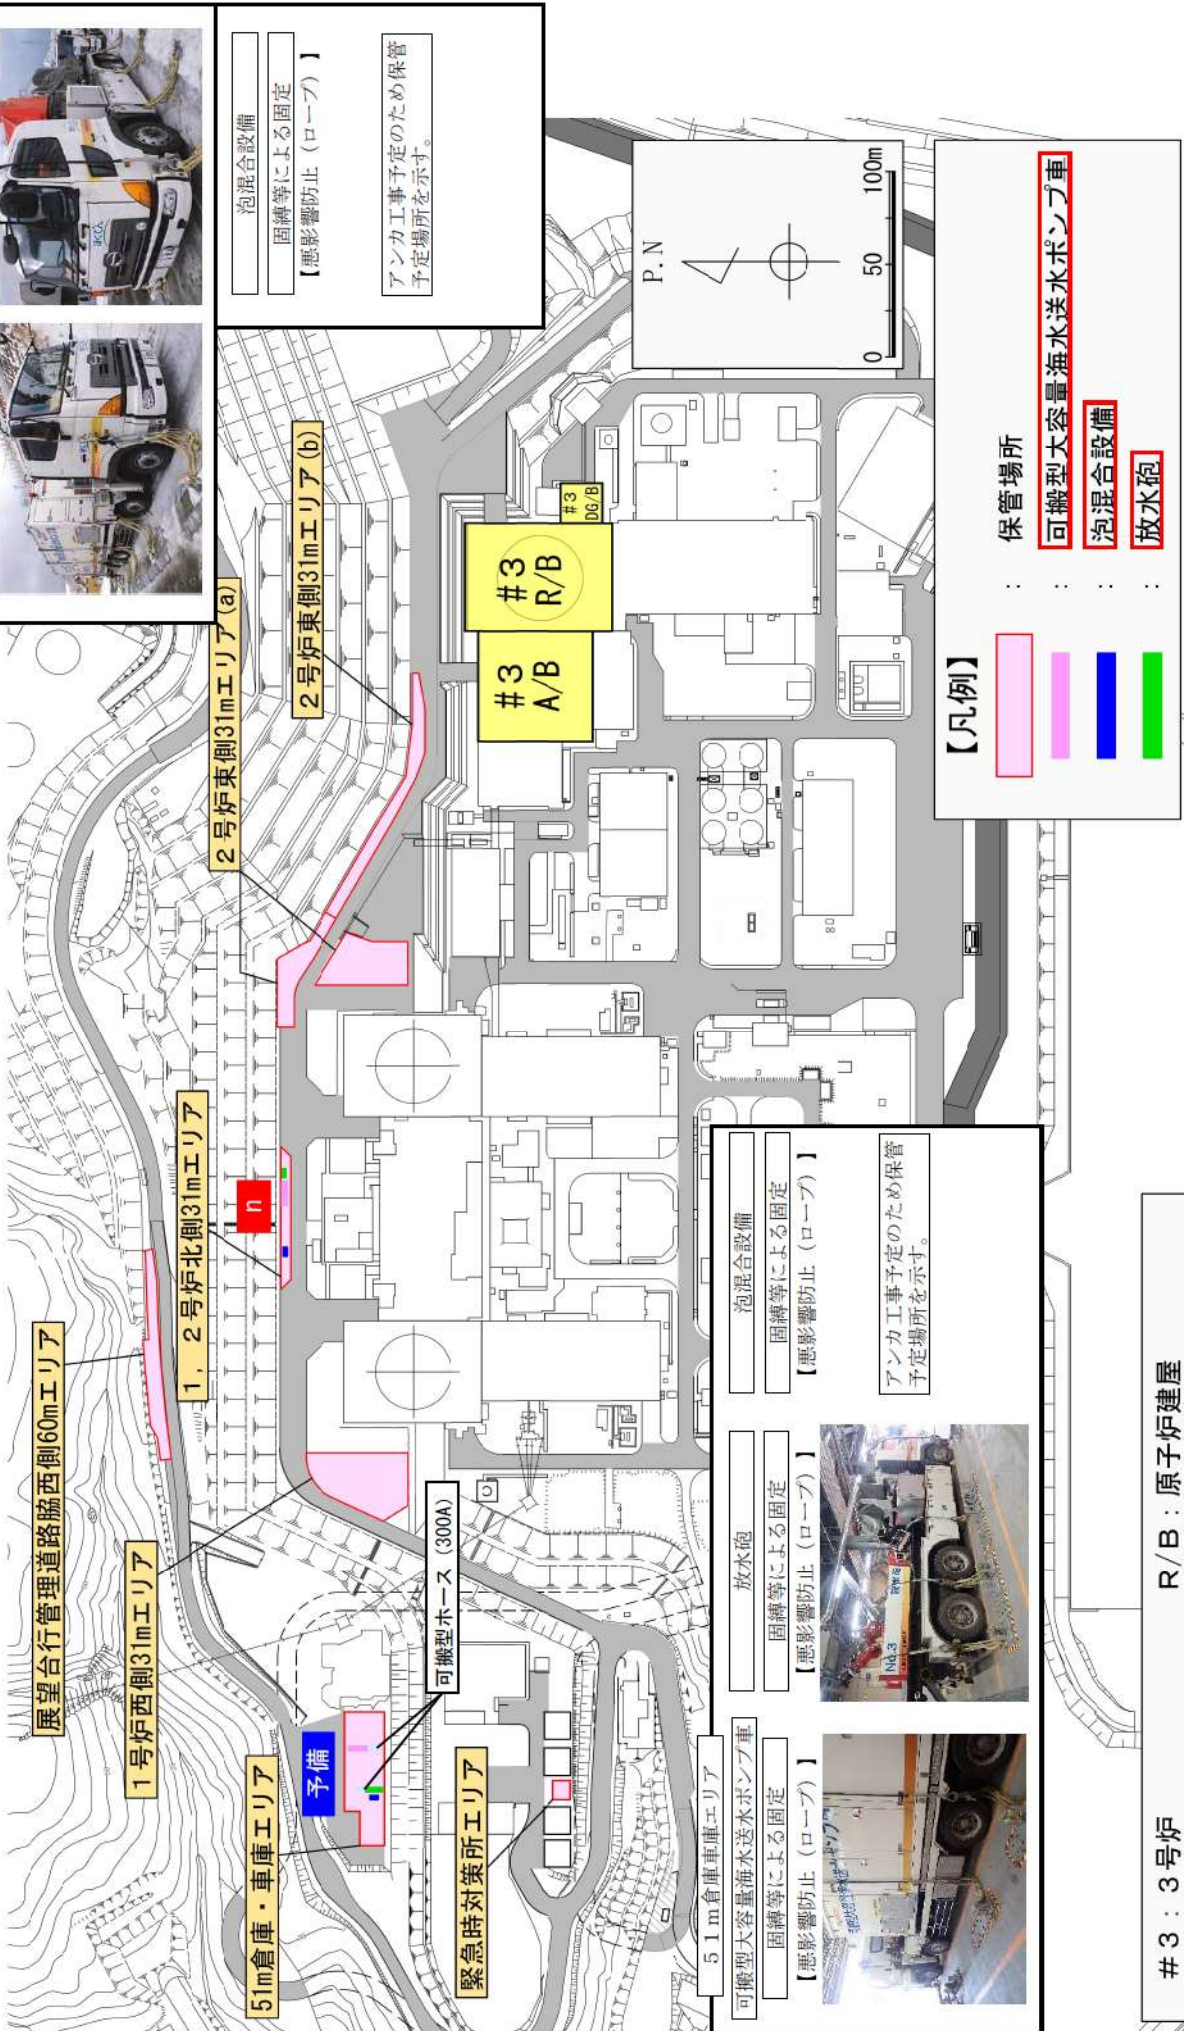 泡混合設備
固縛等による固定
【悪影響防止（ロープ）】
アンカ工事予定のため保管
予定場所を示す。
展望台行管理道路脇西側60mエリア
1，2号炉北側31mエリア
2号炉東側31mエリア(a)
2号炉東側31mエリア(b)
1号炉西側31mエリア
51m倉庫・車庫エリア
緊急時対策所エリア
可搬型ホース（300A）
予備
n
#3
A/B
#3
R/B
#3
DG/B
P.N
0 50 100m
【凡例】
： 保管場所
： 可搬型大容量海水送水ポンプ車
： 泡混合設備
： 放水砲
51m倉庫車庫エリア
可搬型大容量海水送水ポンプ車
固縛等による固定
【悪影響防止（ロープ）】
放水砲
固縛等による固定
【悪影響防止（ロープ）】
No.3
泡混合設備
固縛等による固定
【悪影響防止（ロープ）】
アンカ工事予定のため保管
予定場所を示す。
#3：3号炉 R/B：原子炉建屋